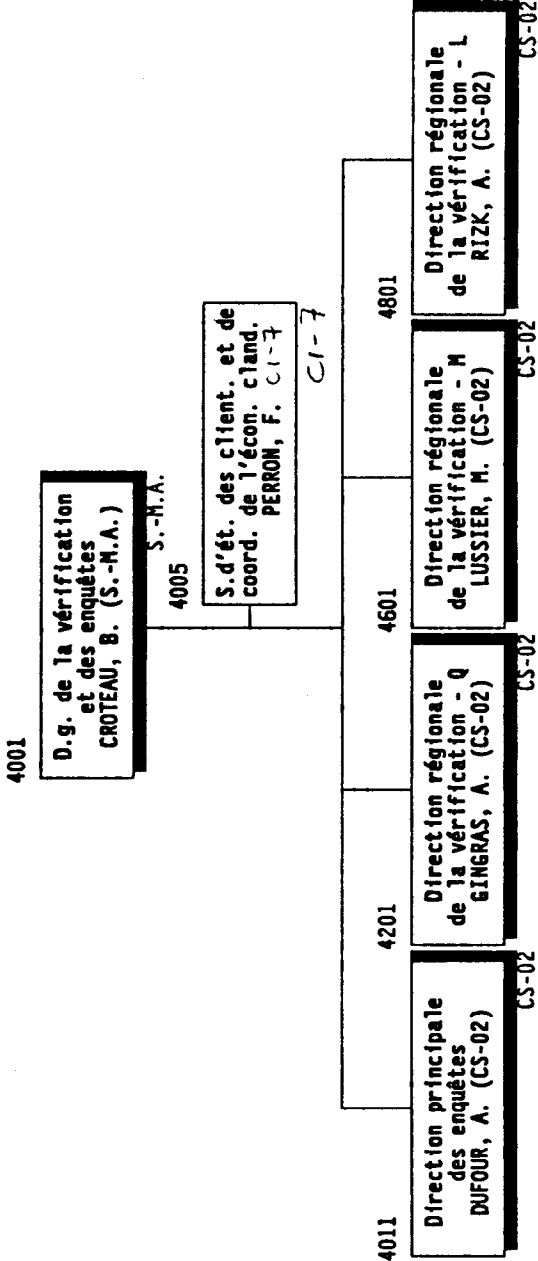 4001
D.g. de la vérification
et des enquêtes
CROTEAU, B. (S.-M.A.)
S.-M.A.
4005
S.d'ét. des client. et de
coord. de l'écon. cland.
PERRON, F. C1-7
C1-7
4011
Direction principale
des enquêtes
DUFOUR, A. (CS-02)
CS-02
4201
Direction régionale
de la vérification - Q
GINGRAS, A. (CS-02)
CS-02
4601
Direction régionale
de la vérification - M
LUSSIER, M. (CS-02)
CS-02
4801
Direction régionale
de la vérification - L
RIZK, A. (CS-02)
CS-02